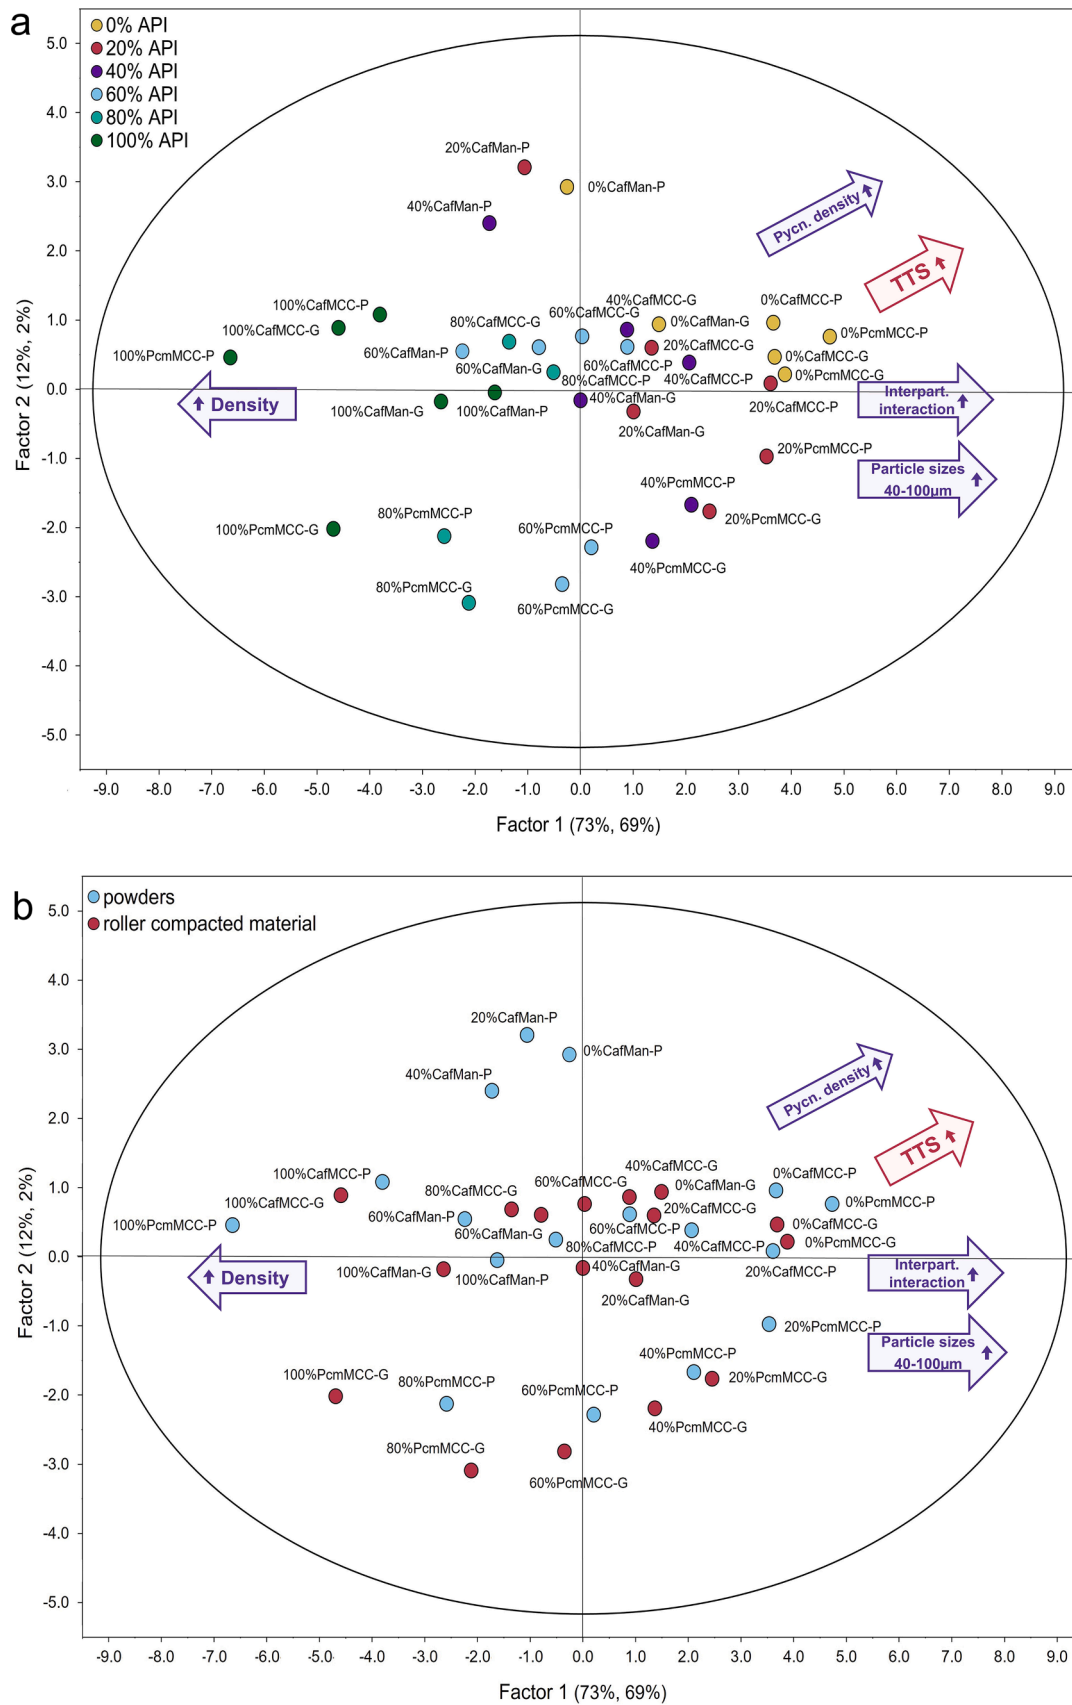 a
0% API
20% API
40% API
60% API
80% API
100% API
5.0
4.0
3.0
2.0
1.0
0.0
-1.0
-2.0
-3.0
-4.0
-5.0
Factor 2 (12%, 2%)
20%CafMan-P
0%CafMan-P
40%CafMan-P
Pycn. density
TTS
100%CafMCC-P
100%CafMCC-G
100%PcmMCC-P
80%CafMCC-G
60%CafMan-P
60%CafMan-G
60%CafMCC-G
40%CafMCC-G
0%CafMan-G
20%CafMCC-G
60%CafMCC-P
80%CafMCC-P
40%CafMCC-P
0%CafMCC-P
0%PcmMCC-P
0%CafMCC-G
0%PcmMCC-G
20%CafMCC-P
Density
100%CafMan-G
100%CafMan-P
40%CafMan-G
20%CafMan-G
Interpart.
interaction
20%PcmMCC-P
Particle sizes
40-100µm
40%PcmMCC-P
20%PcmMCC-G
40%PcmMCC-G
100%PcmMCC-G
80%PcmMCC-P
60%PcmMCC-P
80%PcmMCC-G
60%PcmMCC-G
-9.0 -8.0 -7.0 -6.0 -5.0 -4.0 -3.0 -2.0 -1.0 0.0 1.0 2.0 3.0 4.0 5.0 6.0 7.0 8.0 9.0
Factor 1 (73%, 69%)
b
powders
roller compacted material
5.0
4.0
3.0
2.0
1.0
0.0
-1.0
-2.0
-3.0
-4.0
-5.0
Factor 2 (12%, 2%)
20%CafMan-P
0%CafMan-P
40%CafMan-P
Pycn. density
TTS
100%CafMCC-P
100%CafMCC-G
100%PcmMCC-P
80%CafMCC-G
60%CafMan-P
60%CafMan-G
60%CafMCC-G
40%CafMCC-G
0%CafMan-G
20%CafMCC-G
60%CafMCC-P
80%CafMCC-P
40%CafMCC-P
0%CafMCC-P
0%PcmMCC-P
0%CafMCC-G
0%PcmMCC-G
20%CafMCC-P
Density
100%CafMan-G
100%CafMan-P
40%CafMan-G
20%CafMan-G
Interpart.
interaction
20%PcmMCC-P
Particle sizes
40-100µm
40%PcmMCC-P
20%PcmMCC-G
40%PcmMCC-G
100%PcmMCC-G
80%PcmMCC-P
60%PcmMCC-P
80%PcmMCC-G
60%PcmMCC-G
-9.0 -8.0 -7.0 -6.0 -5.0 -4.0 -3.0 -2.0 -1.0 0.0 1.0 2.0 3.0 4.0 5.0 6.0 7.0 8.0 9.0
Factor 1 (73%, 69%)